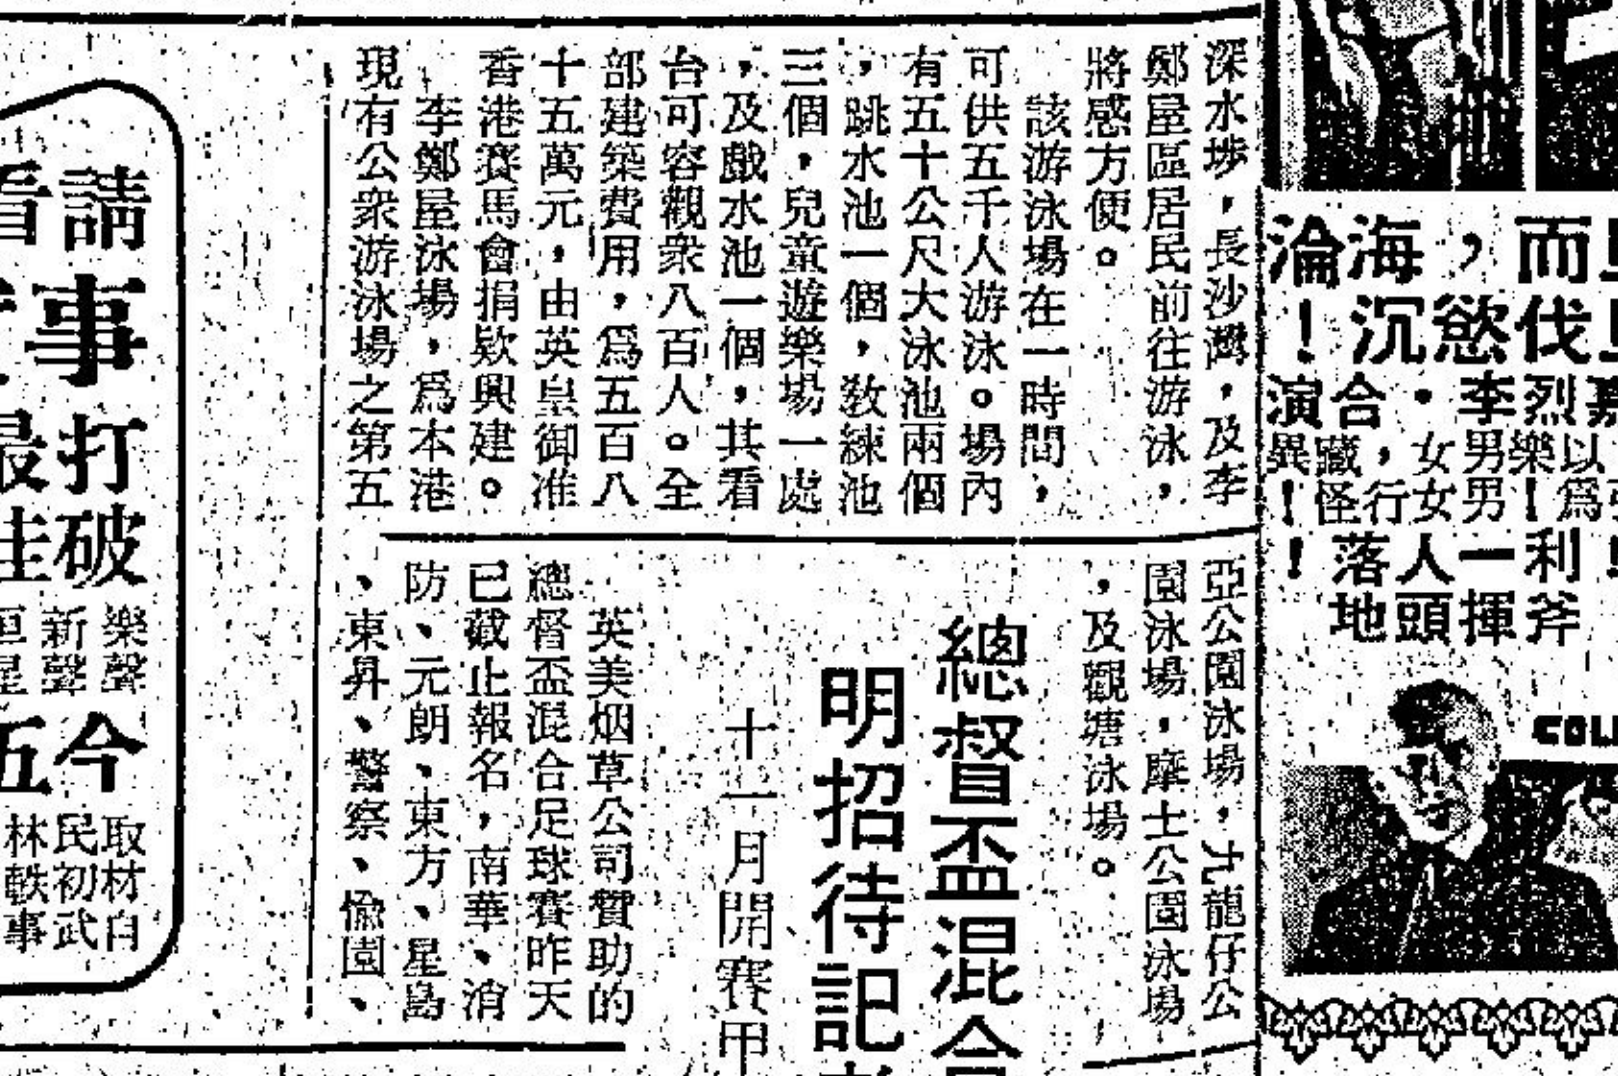 深水埗，長沙灣，及李
鄭屋區居民前往游泳，
將感方便。
該游泳場在一時間，
可供五千人游泳。場內
有五十公尺大泳池兩個
，跳水池一個，教練池
三個，兒童遊樂場一處
，及戲水池一個，其看
台可容觀衆八百人。全
部建築費用，爲五百八
十五萬元，由英皇御准
香港賽馬會捐欵興建。
李鄭屋泳場，爲本港
現有公衆游泳場之第五
亞公園泳場，九龍仔公
園泳場，摩士公園泳場
，及觀塘泳場。
總督盃混合
明招待記
十一月開賽甲
英美烟草公司贊助的
總督盃混合足球賽昨天
已截止報名，南華、消
防、元朗、東方、星島
、東昇、警察、愉園、
而，海淪
伐慾沉！
烈李・合演
以樂男女，藏異
爲【男女行怪！
利一人落！
斧揮頭地
COL
請看
事
打最
破佳
樂聲
新聲
今五
取材自
民初武
林軼事